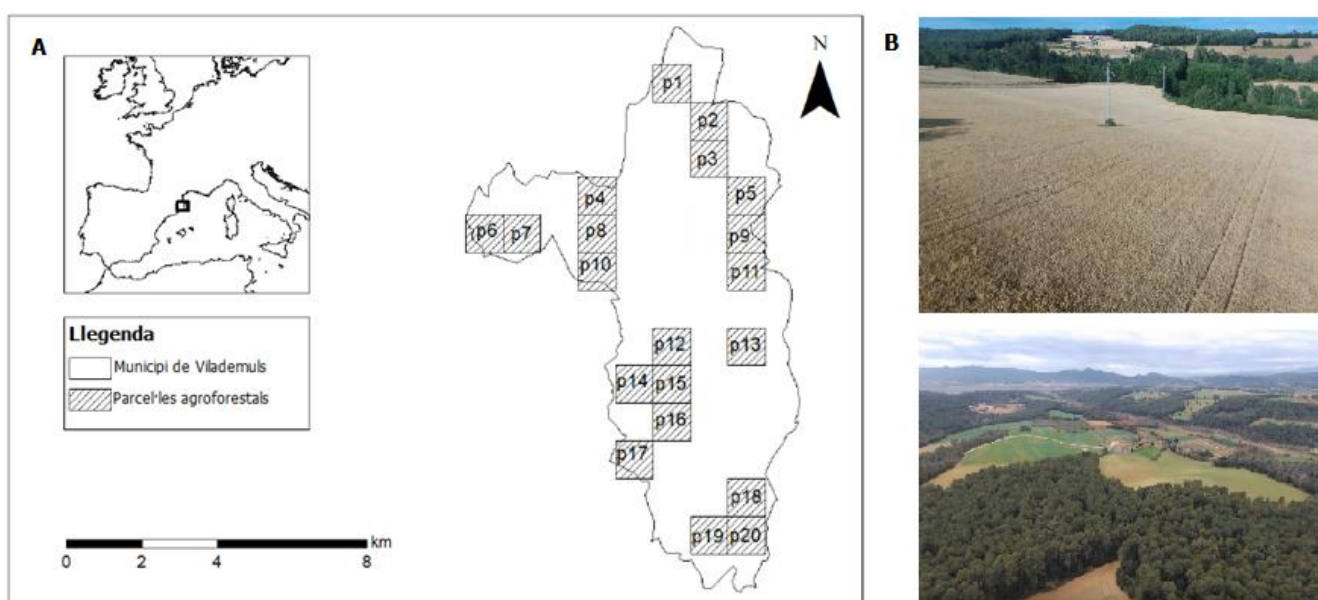 A
B
N
p1
p2
p3
p4
p5
p6
p7
p8
p9
p10
p11
p12
p13
p14
p15
p16
p17
p18
p19
p20
Llegenda
Municipi de Vilademuls
Parcel·les agroforestals
km
0 2 4 8